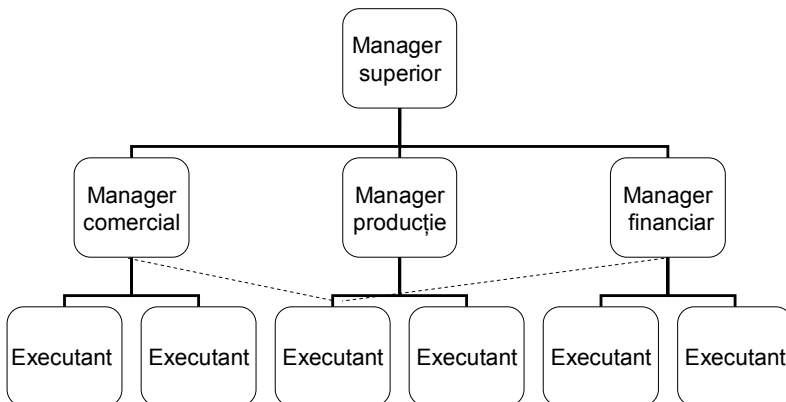 Manager
superior
Manager
comercial
Manager
producție
Manager
financiar
Executant
Executant
Executant
Executant
Executant
Executant